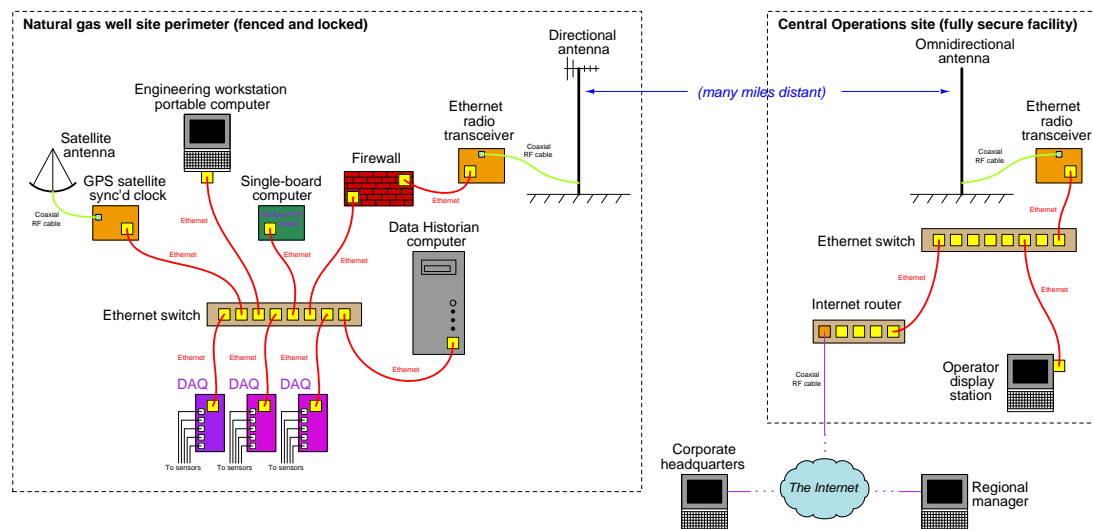 Natural gas well site perimeter (fenced and locked)
Directional
antenna
Engineering workstation
portable computer
Ethernet
radio
transceiver
Satellite
antenna
Firewall
Coaxial
RF cable
GPS satellite
sync'd clock
Single-board
computer
Ethernet
Coaxial
RF cable
Ethernet
Data Historian
computer
Ethernet
Ethernet
Ethernet
Ethernet switch
Ethernet
Ethernet
Ethernet
Ethernet
DAQ
DAQ
DAQ
To sensors
To sensors
To sensors
(many miles distant)
Central Operations site (fully secure facility)
Omnidirectional
antenna
Ethernet
radio
transceiver
Coaxial
RF cable
Ethernet
Ethernet switch
Ethernet
Ethernet
Internet router
Coaxial
RF cable
Operator
display
station
Corporate
headquarters
The Internet
Regional
manager